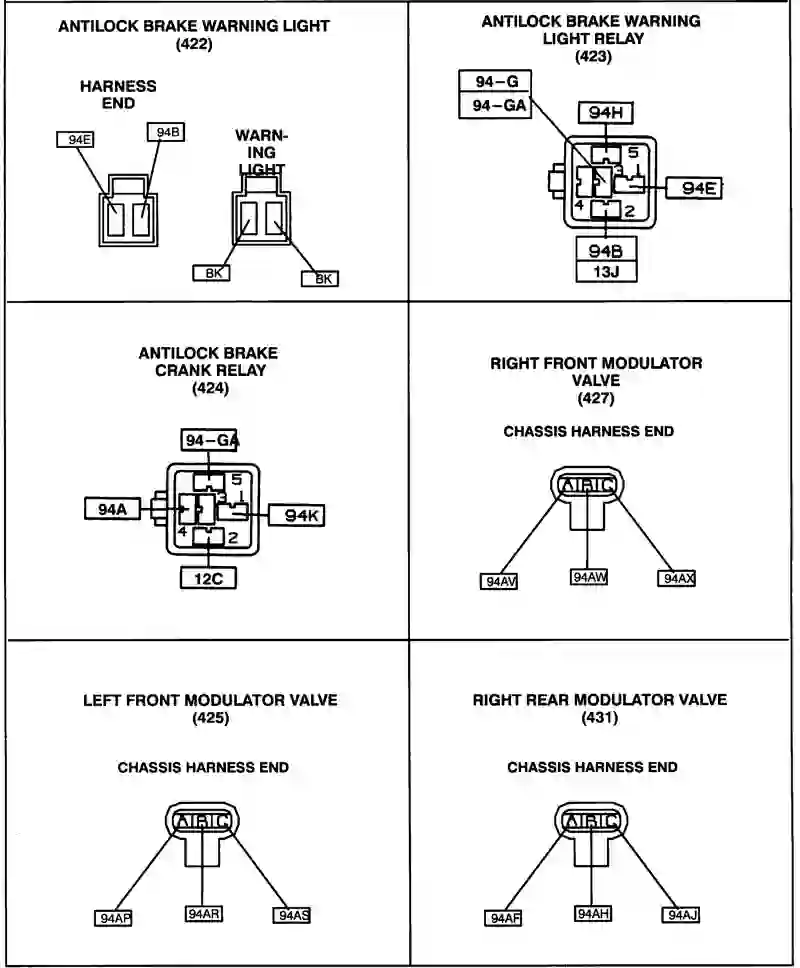 ANTILOCK BRAKE WARNING LIGHT
(422)
HARNESS
END
94E
94B
WARN-
ING
LIGHT
BK
BK
ANTILOCK BRAKE WARNING
LIGHT RELAY
(423)
94-G
94-GA
94H
5
3
1
4
2
94E
94B
13J
ANTILOCK BRAKE
CRANK RELAY
(424)
94-GA
5
3
1
94A
94K
4
2
12C
RIGHT FRONT MODULATOR
VALVE
(427)
CHASSIS HARNESS END
A B C
94AV
94AW
94AX
LEFT FRONT MODULATOR VALVE
(425)
CHASSIS HARNESS END
A B C
94AP
94AR
94AS
RIGHT REAR MODULATOR VALVE
(431)
CHASSIS HARNESS END
A B C
94AF
94AH
94AJ